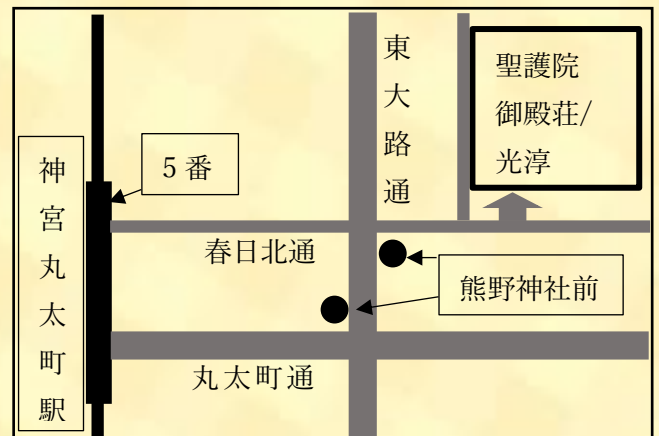 東大路通
聖護院
御殿荘/
光淳
5番
神宮丸太町駅
春日北通
熊野神社前
丸太町通